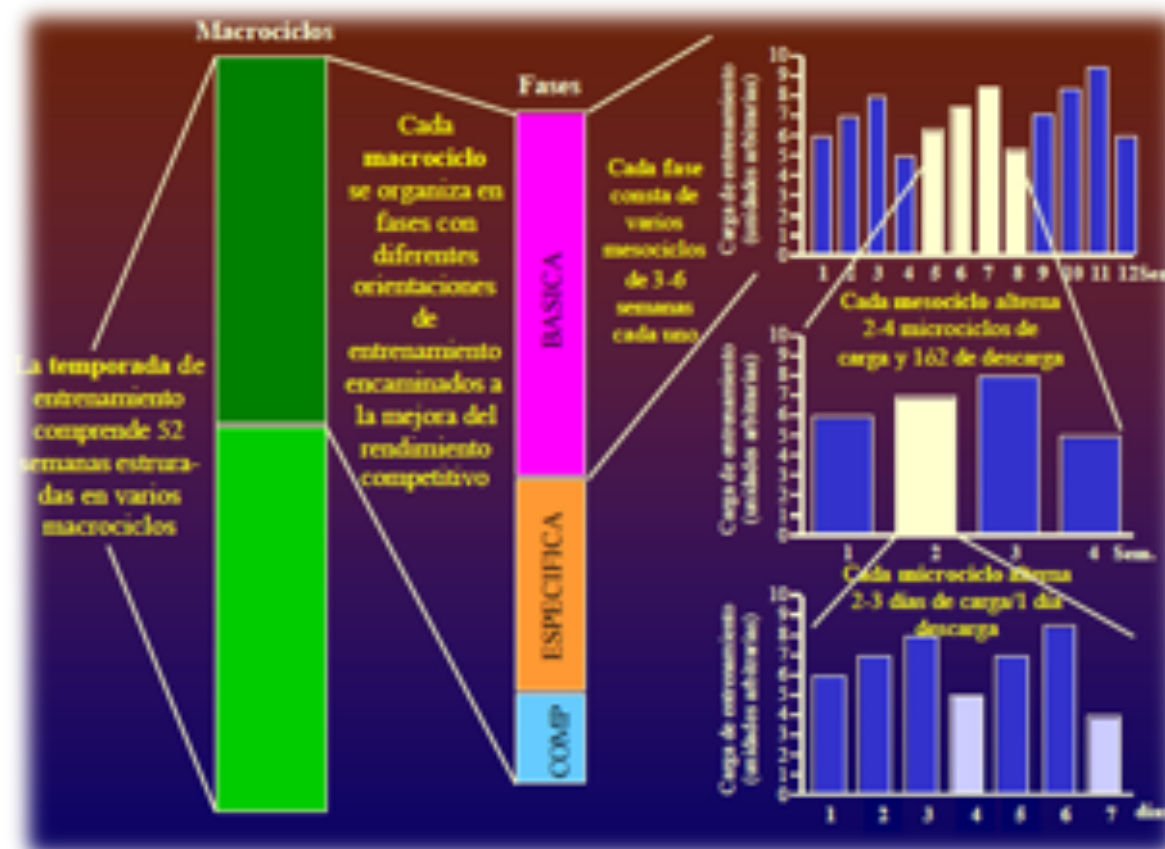 Macrociclos
La temporada de
entrenamiento
comprende 52
semanas estrura-
das en varios
macrociclos
Cada
macrociclo
se organiza en
fases con
diferentes
orientaciones
de
entrenamiento
encaminados a
la mejora del
rendimiento
competitivo
Fases
BASICA
ESPECIFICA
COMP
Cada fase
consta de
varios
mesociclos
de 3-6
semanas
cada uno
Carga de entrenamiento
(unidades arbitrarias)
10
9
8
7
6
5
4
3
2
1
0
1 2 3 4 5 6 7 8 9 10 11 12Sem
Cada mesociclo alterna
2-4 microciclos de
carga y 162 de descarga
Carga de entrenamiento
(unidades arbitrarias)
10
9
8
7
6
5
4
3
2
1
0
1 2 3 4 Sem.
Cada microciclo alterna
2-3 dias de carga/1 dia
descarga
Carga de entrenamiento
(unidades arbitrarias)
10
9
8
7
6
5
4
3
2
1
0
1 2 3 4 5 6 7 dias